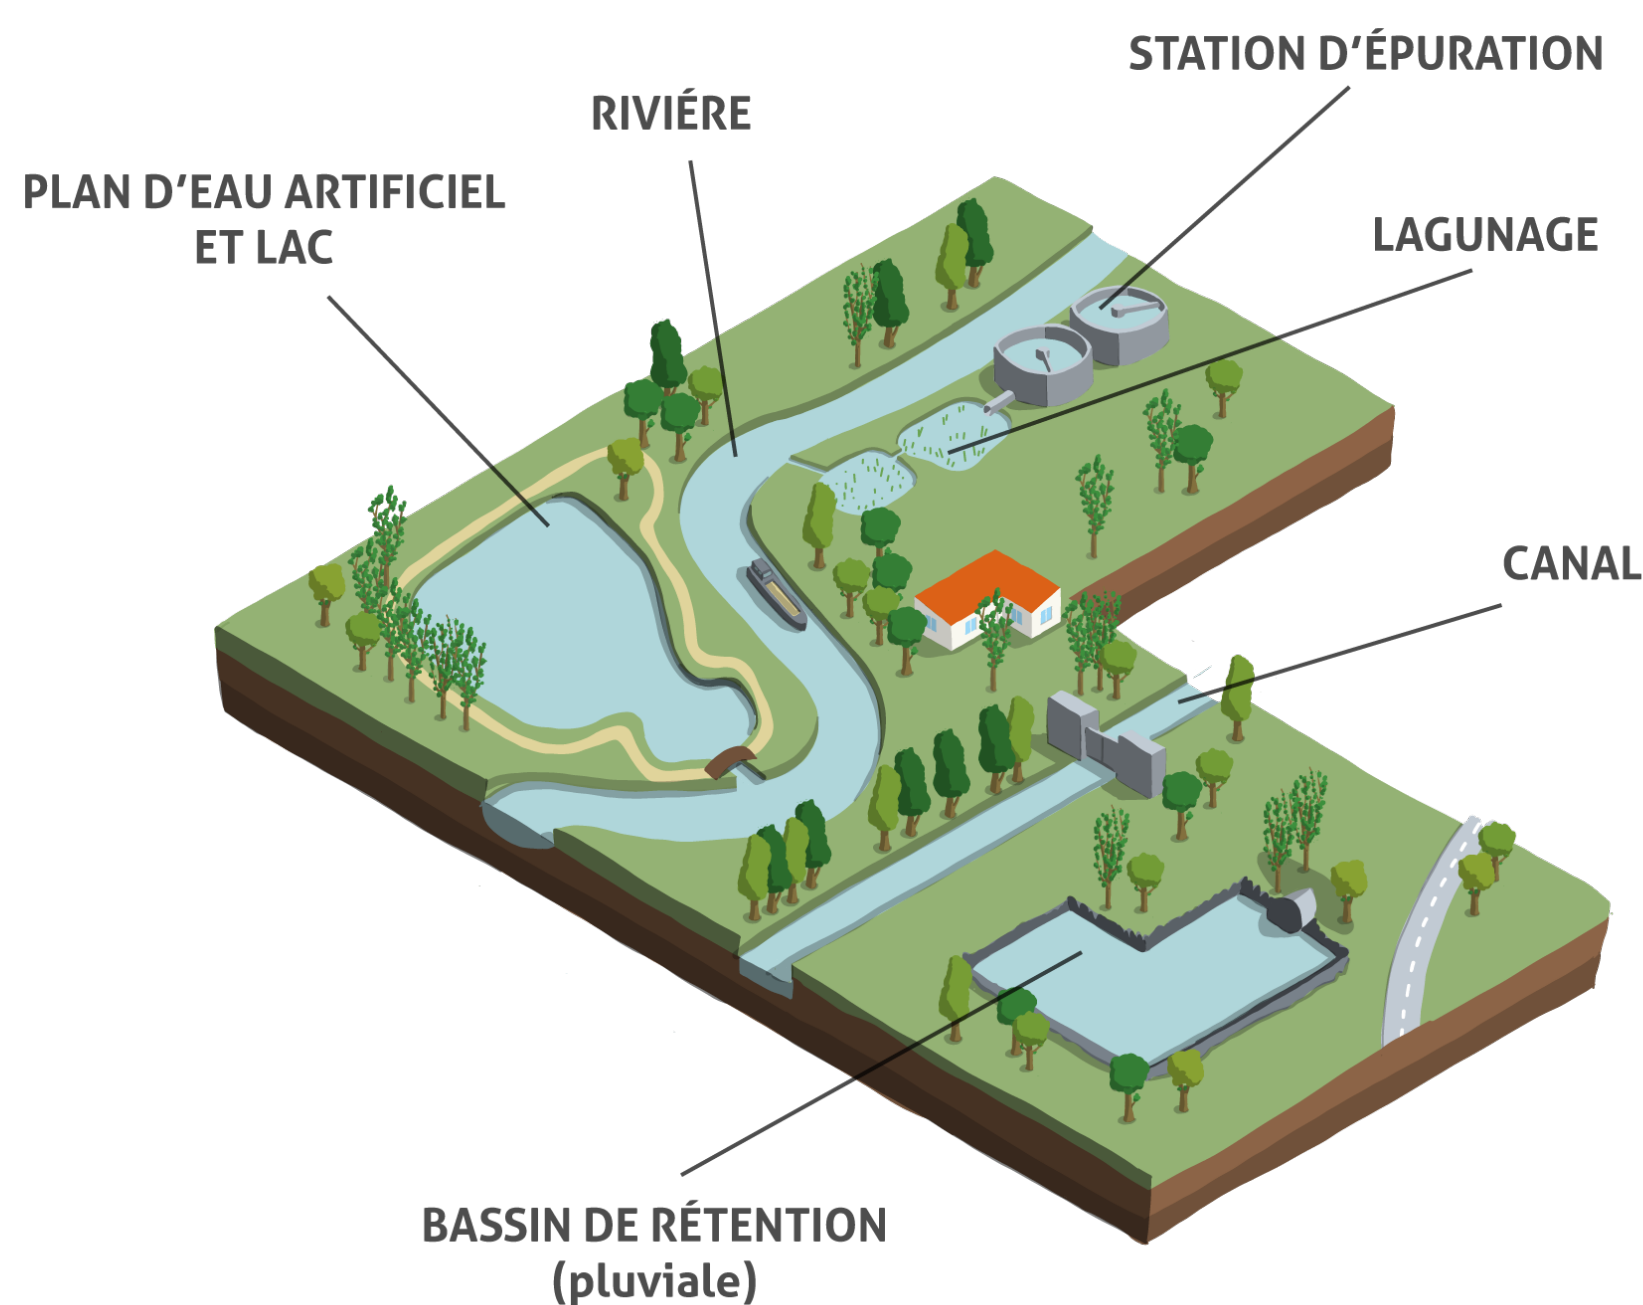 STATION D'ÉPURATION
RIVIÉRE
PLAN D'EAU ARTIFICIEL
ET LAC
LAGUNAGE
CANAL
BASSIN DE RÉTENTION
(pluviale)